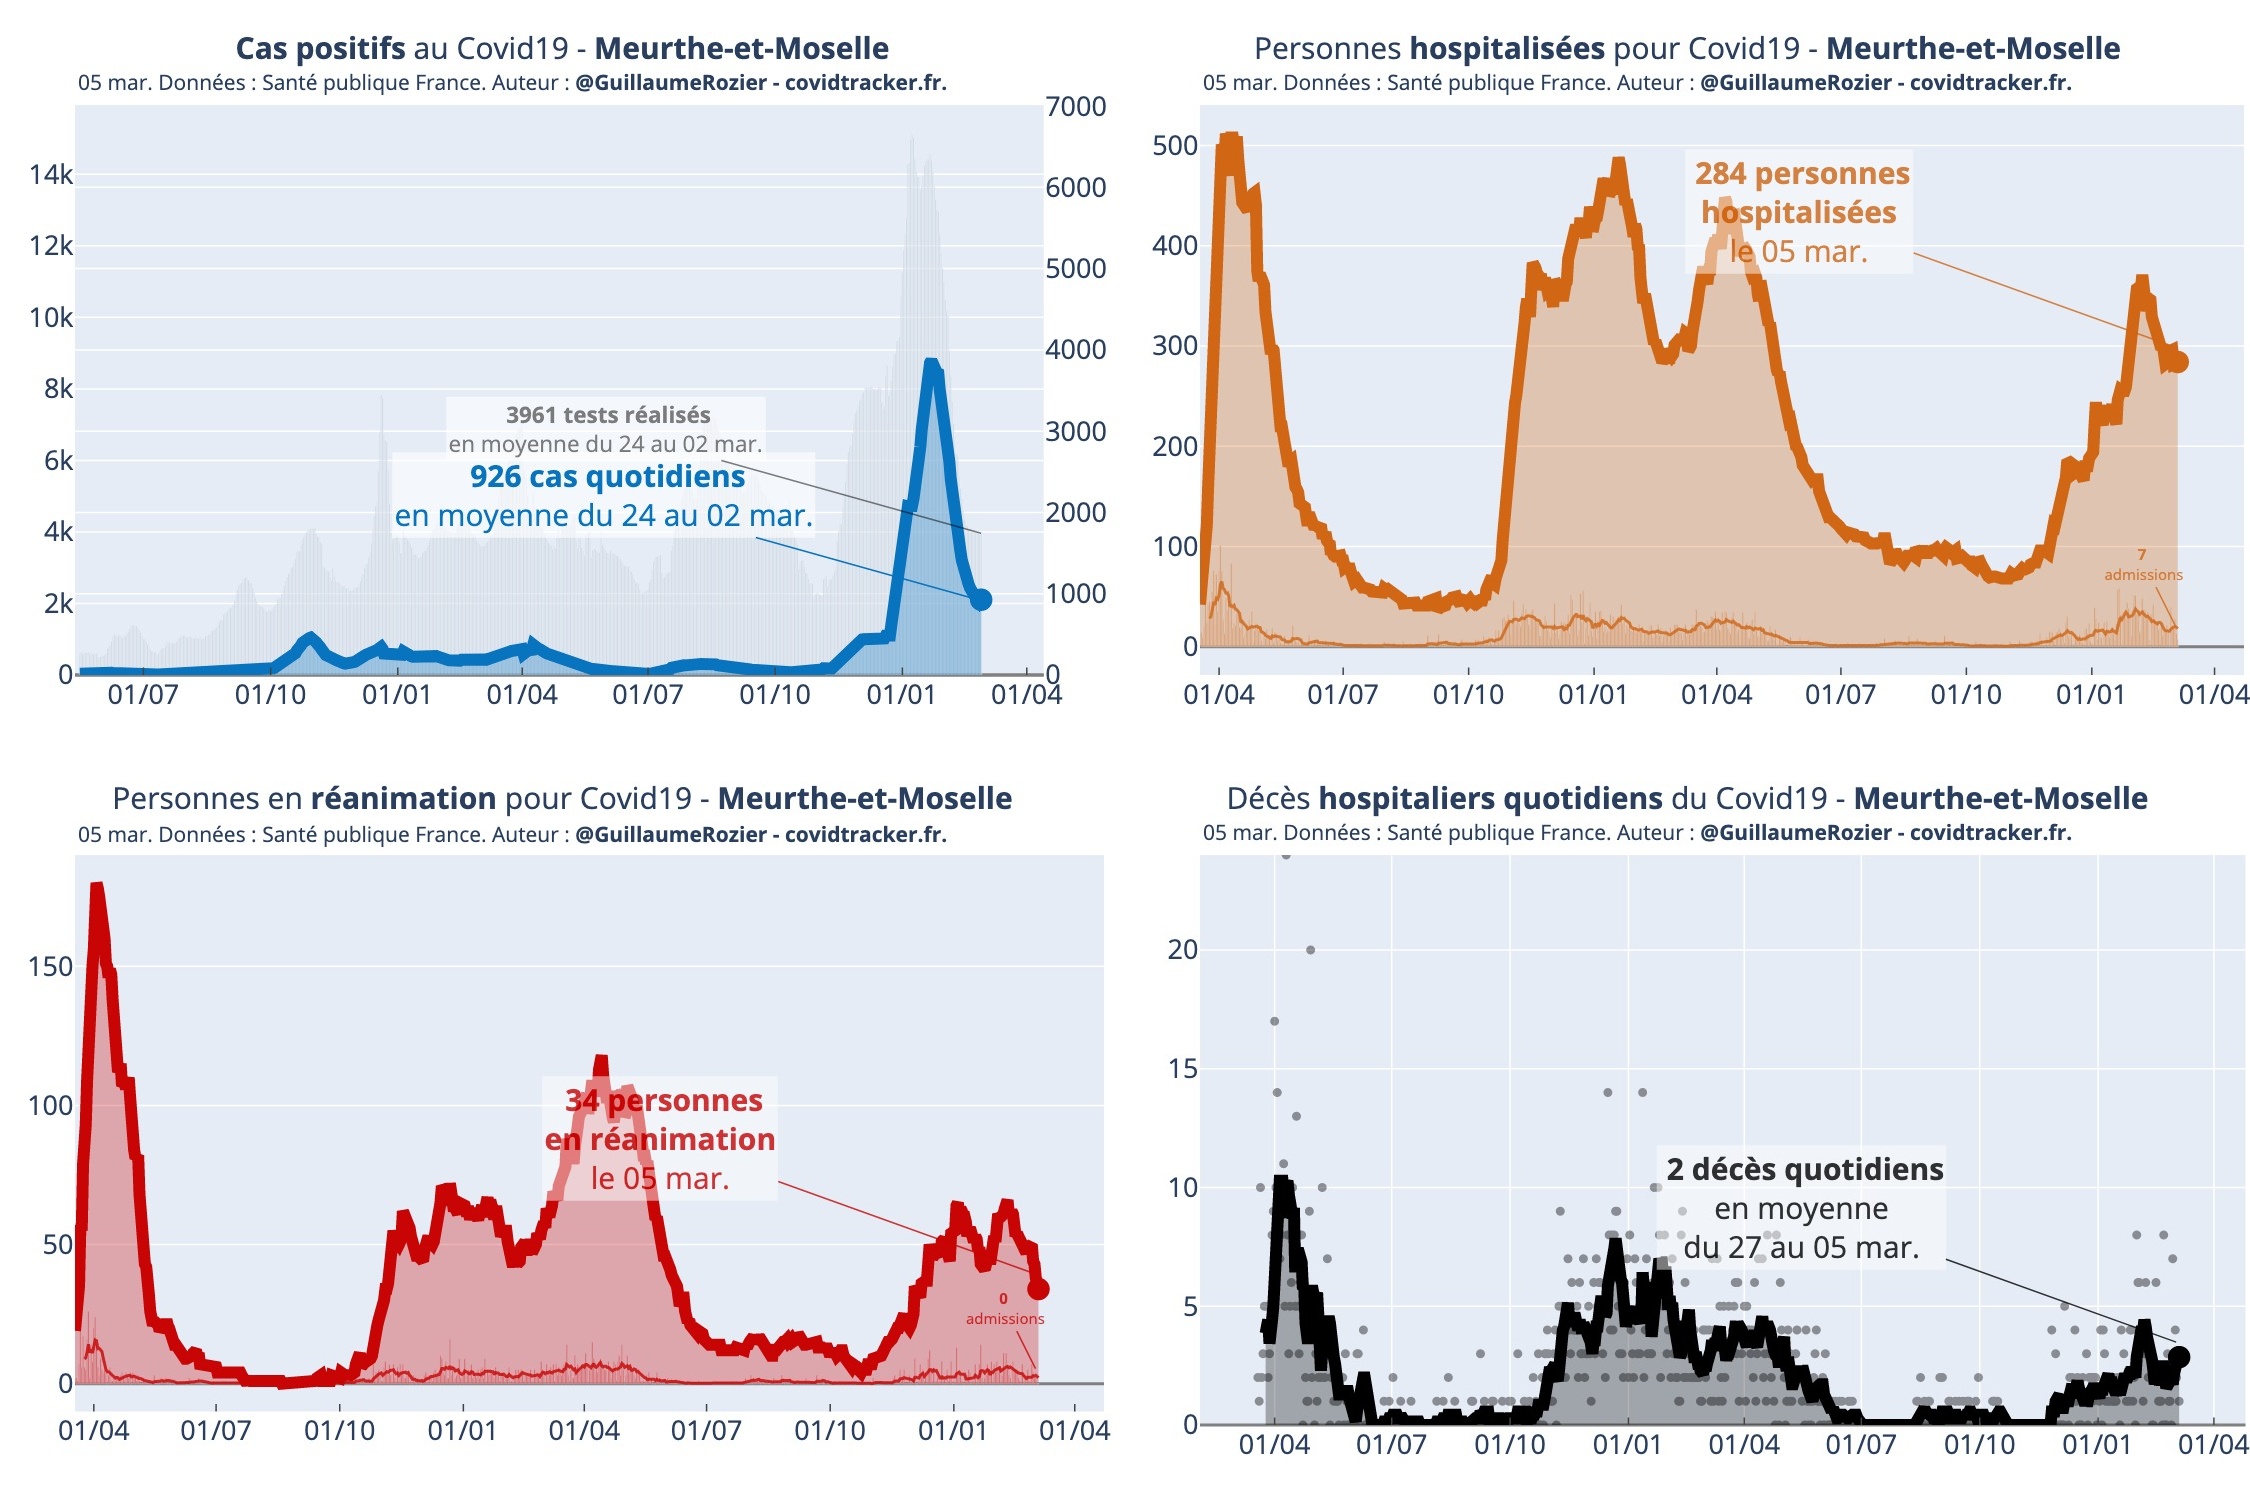 Cas positifs au Covid19 - Meurthe-et-Moselle
05 mar. Données : Santé publique France. Auteur : @GuillaumeRozier - covidtracker.fr.
7000
14k
6000
12k
5000
10k
4000
8k
3000
6k
2000
4k
1000
2k
0
0
3961 tests réalisés
en moyenne du 24 au 02 mar.
926 cas quotidiens
en moyenne du 24 au 02 mar.
01/07 01/10 01/01 01/04 01/07 01/10 01/01 01/04
Personnes hospitalisées pour Covid19 - Meurthe-et-Moselle
05 mar. Données : Santé publique France. Auteur : @GuillaumeRozier - covidtracker.fr.
500
400
300
200
100
0
284 personnes
hospitalisées
le 05 mar.
7
admissions
01/04 01/07 01/10 01/01 01/04 01/07 01/10 01/01 01/04
Personnes en réanimation pour Covid19 - Meurthe-et-Moselle
05 mar. Données : Santé publique France. Auteur : @GuillaumeRozier - covidtracker.fr.
150
100
50
0
34 personnes
en réanimation
le 05 mar.
0
admissions
01/04 01/07 01/10 01/01 01/04 01/07 01/10 01/01 01/04
Décès hospitaliers quotidiens du Covid19 - Meurthe-et-Moselle
05 mar. Données : Santé publique France. Auteur : @GuillaumeRozier - covidtracker.fr.
20
15
10
5
0
2 décès quotidiens
en moyenne
du 27 au 05 mar.
01/04 01/07 01/10 01/01 01/04 01/07 01/10 01/01 01/04